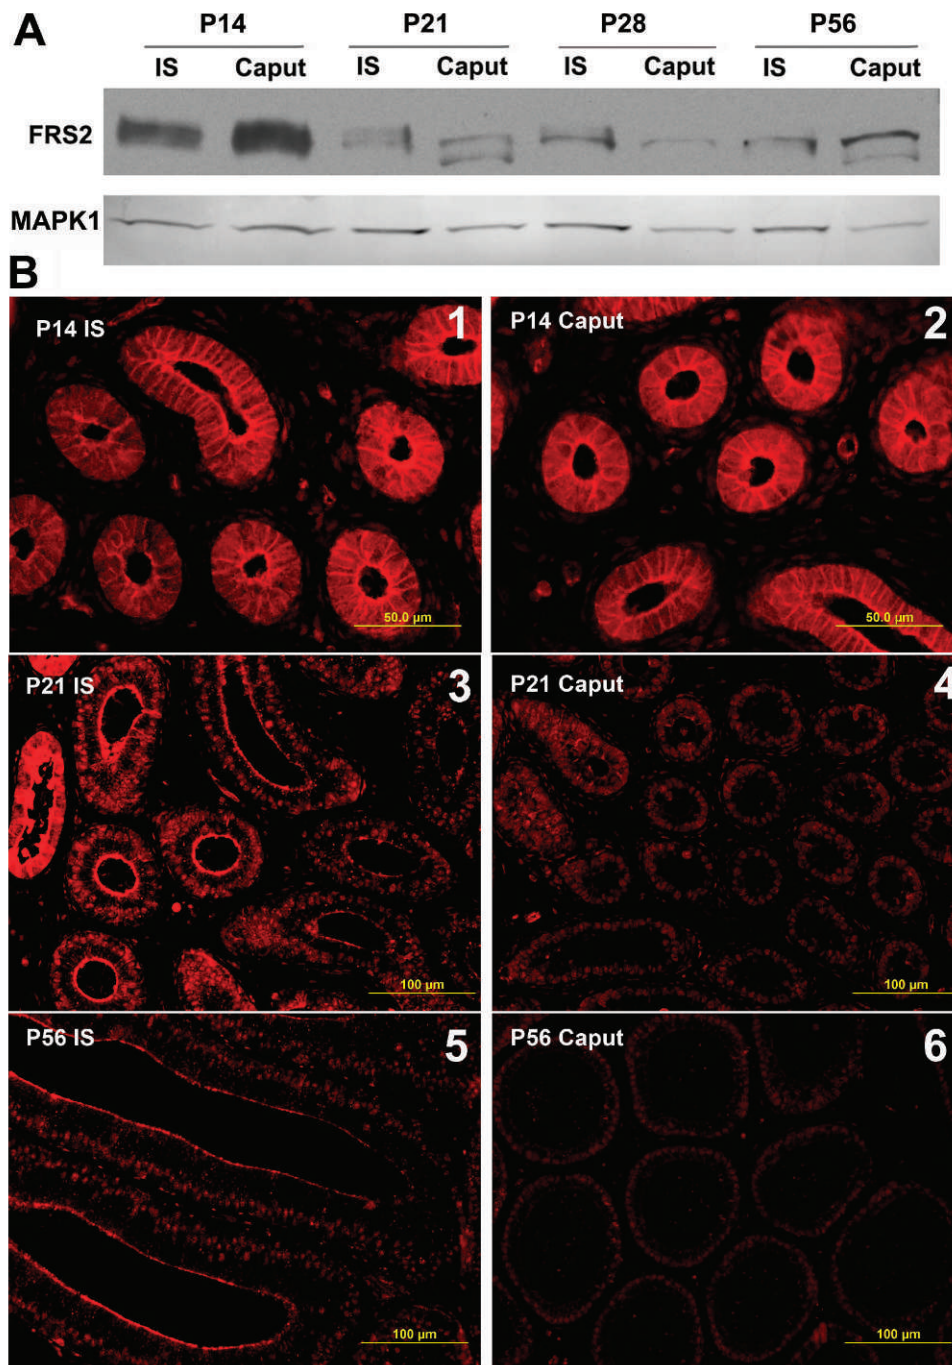 A
P14 P21 P28 P56
IS Caput IS Caput IS Caput IS Caput
FRS2
MAPK1
B
P14 IS 1
50.0 µm
P14 Caput 2
50.0 µm
P21 IS 3
100 µm
P21 Caput 4
100 µm
P56 IS 5
100 µm
P56 Caput 6
100 µm